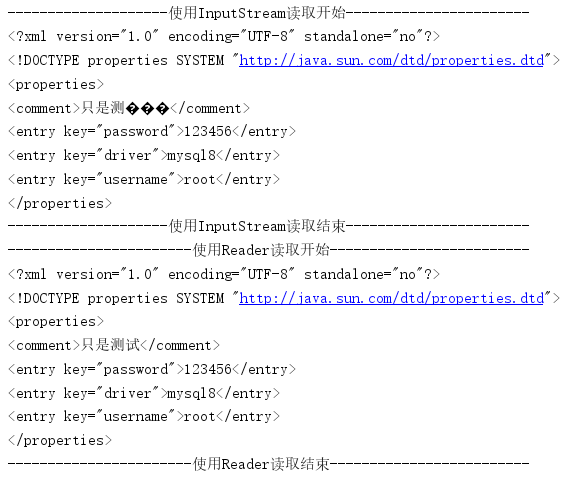 --------------------使用InputStream读取开始-----------------------
<?xml version="1.0" encoding="UTF-8" standalone="no"?>
<!DOCTYPE properties SYSTEM "http://java.sun.com/dtd/properties.dtd">
<properties>
<comment>只是测���</comment>
<entry key="password">123456</entry>
<entry key="driver">mysql8</entry>
<entry key="username">root</entry>
</properties>
--------------------使用InputStream读取结束-----------------------
-----------------------使用Reader读取开始-------------------------
<?xml version="1.0" encoding="UTF-8" standalone="no"?>
<!DOCTYPE properties SYSTEM "http://java.sun.com/dtd/properties.dtd">
<properties>
<comment>只是测试</comment>
<entry key="password">123456</entry>
<entry key="driver">mysql8</entry>
<entry key="username">root</entry>
</properties>
-----------------------使用Reader读取结束-------------------------